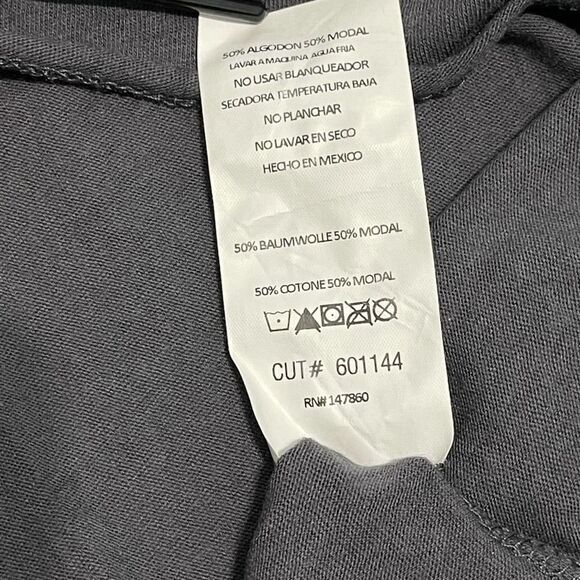 50% ALGODON 50% MODAL
LAVAR A MAQUINA AGUA FRIA
NO USAR BLANQUEADOR
SECADORA TEMPERATURA BAJA
NO PLANCHAR
NO LAVAR EN SECO
HECHO EN MEXICO
50% BAUMWOLLE 50% MODAL
50% COTONE 50% MODAL
CUT# 601144
RN# 147860